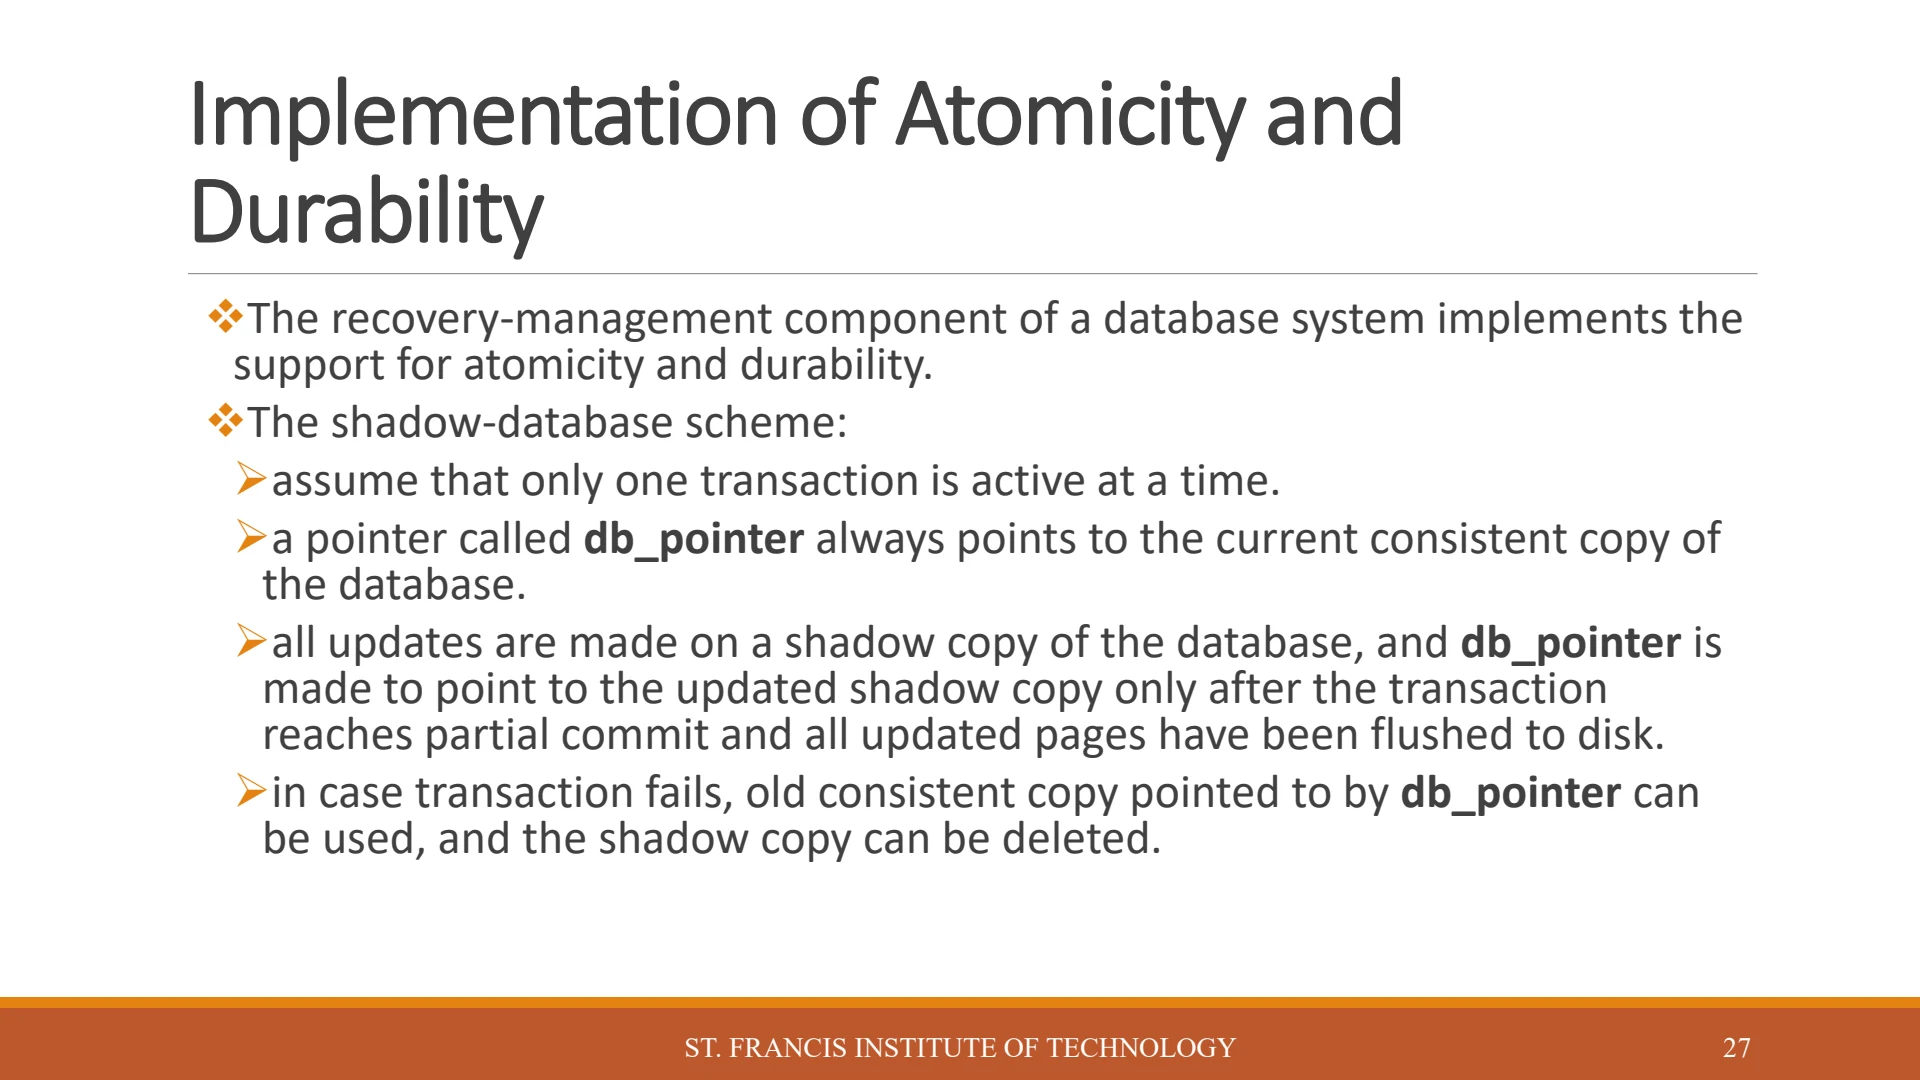 Implementation of Atomicity and
Durability
❖The recovery-management component of a database system implements the
support for atomicity and durability.
❖The shadow-database scheme:
➢assume that only one transaction is active at a time.
➢a pointer called db_pointer always points to the current consistent copy of
the database.
➢all updates are made on a shadow copy of the database, and db_pointer is
made to point to the updated shadow copy only after the transaction
reaches partial commit and all updated pages have been flushed to disk.
➢in case transaction fails, old consistent copy pointed to by db_pointer can
be used, and the shadow copy can be deleted.
ST. FRANCIS INSTITUTE OF TECHNOLOGY
27